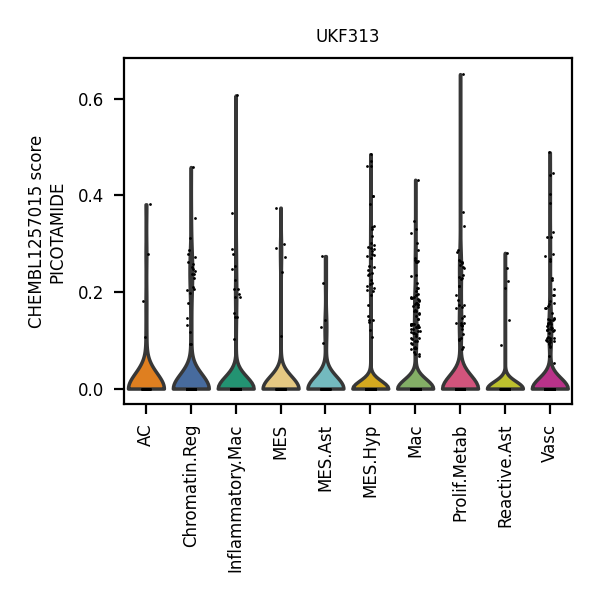 UKF313
CHEMBL1257015 score
PICOTAMIDE
0.6
0.4
0.2
0.0
AC
Chromatin.Reg
Inflammatory.Mac
MES
MES.Ast
MES.Hyp
Mac
Prolif.Metab
Reactive.Ast
Vasc